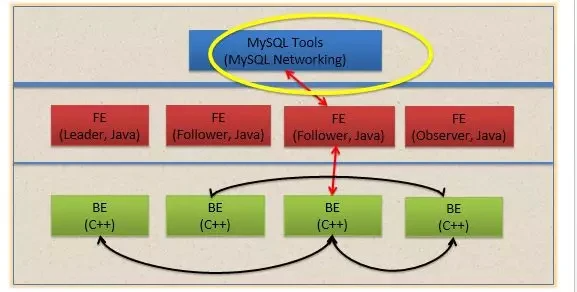 MySQL Tools
(MySQL Networking)
FE
(Leader, Java)
FE
(Follower, Java)
FE
(Follower, Java)
FE
(Observer, Java)
BE
(C++)
BE
(C++)
BE
(C++)
BE
(C++)